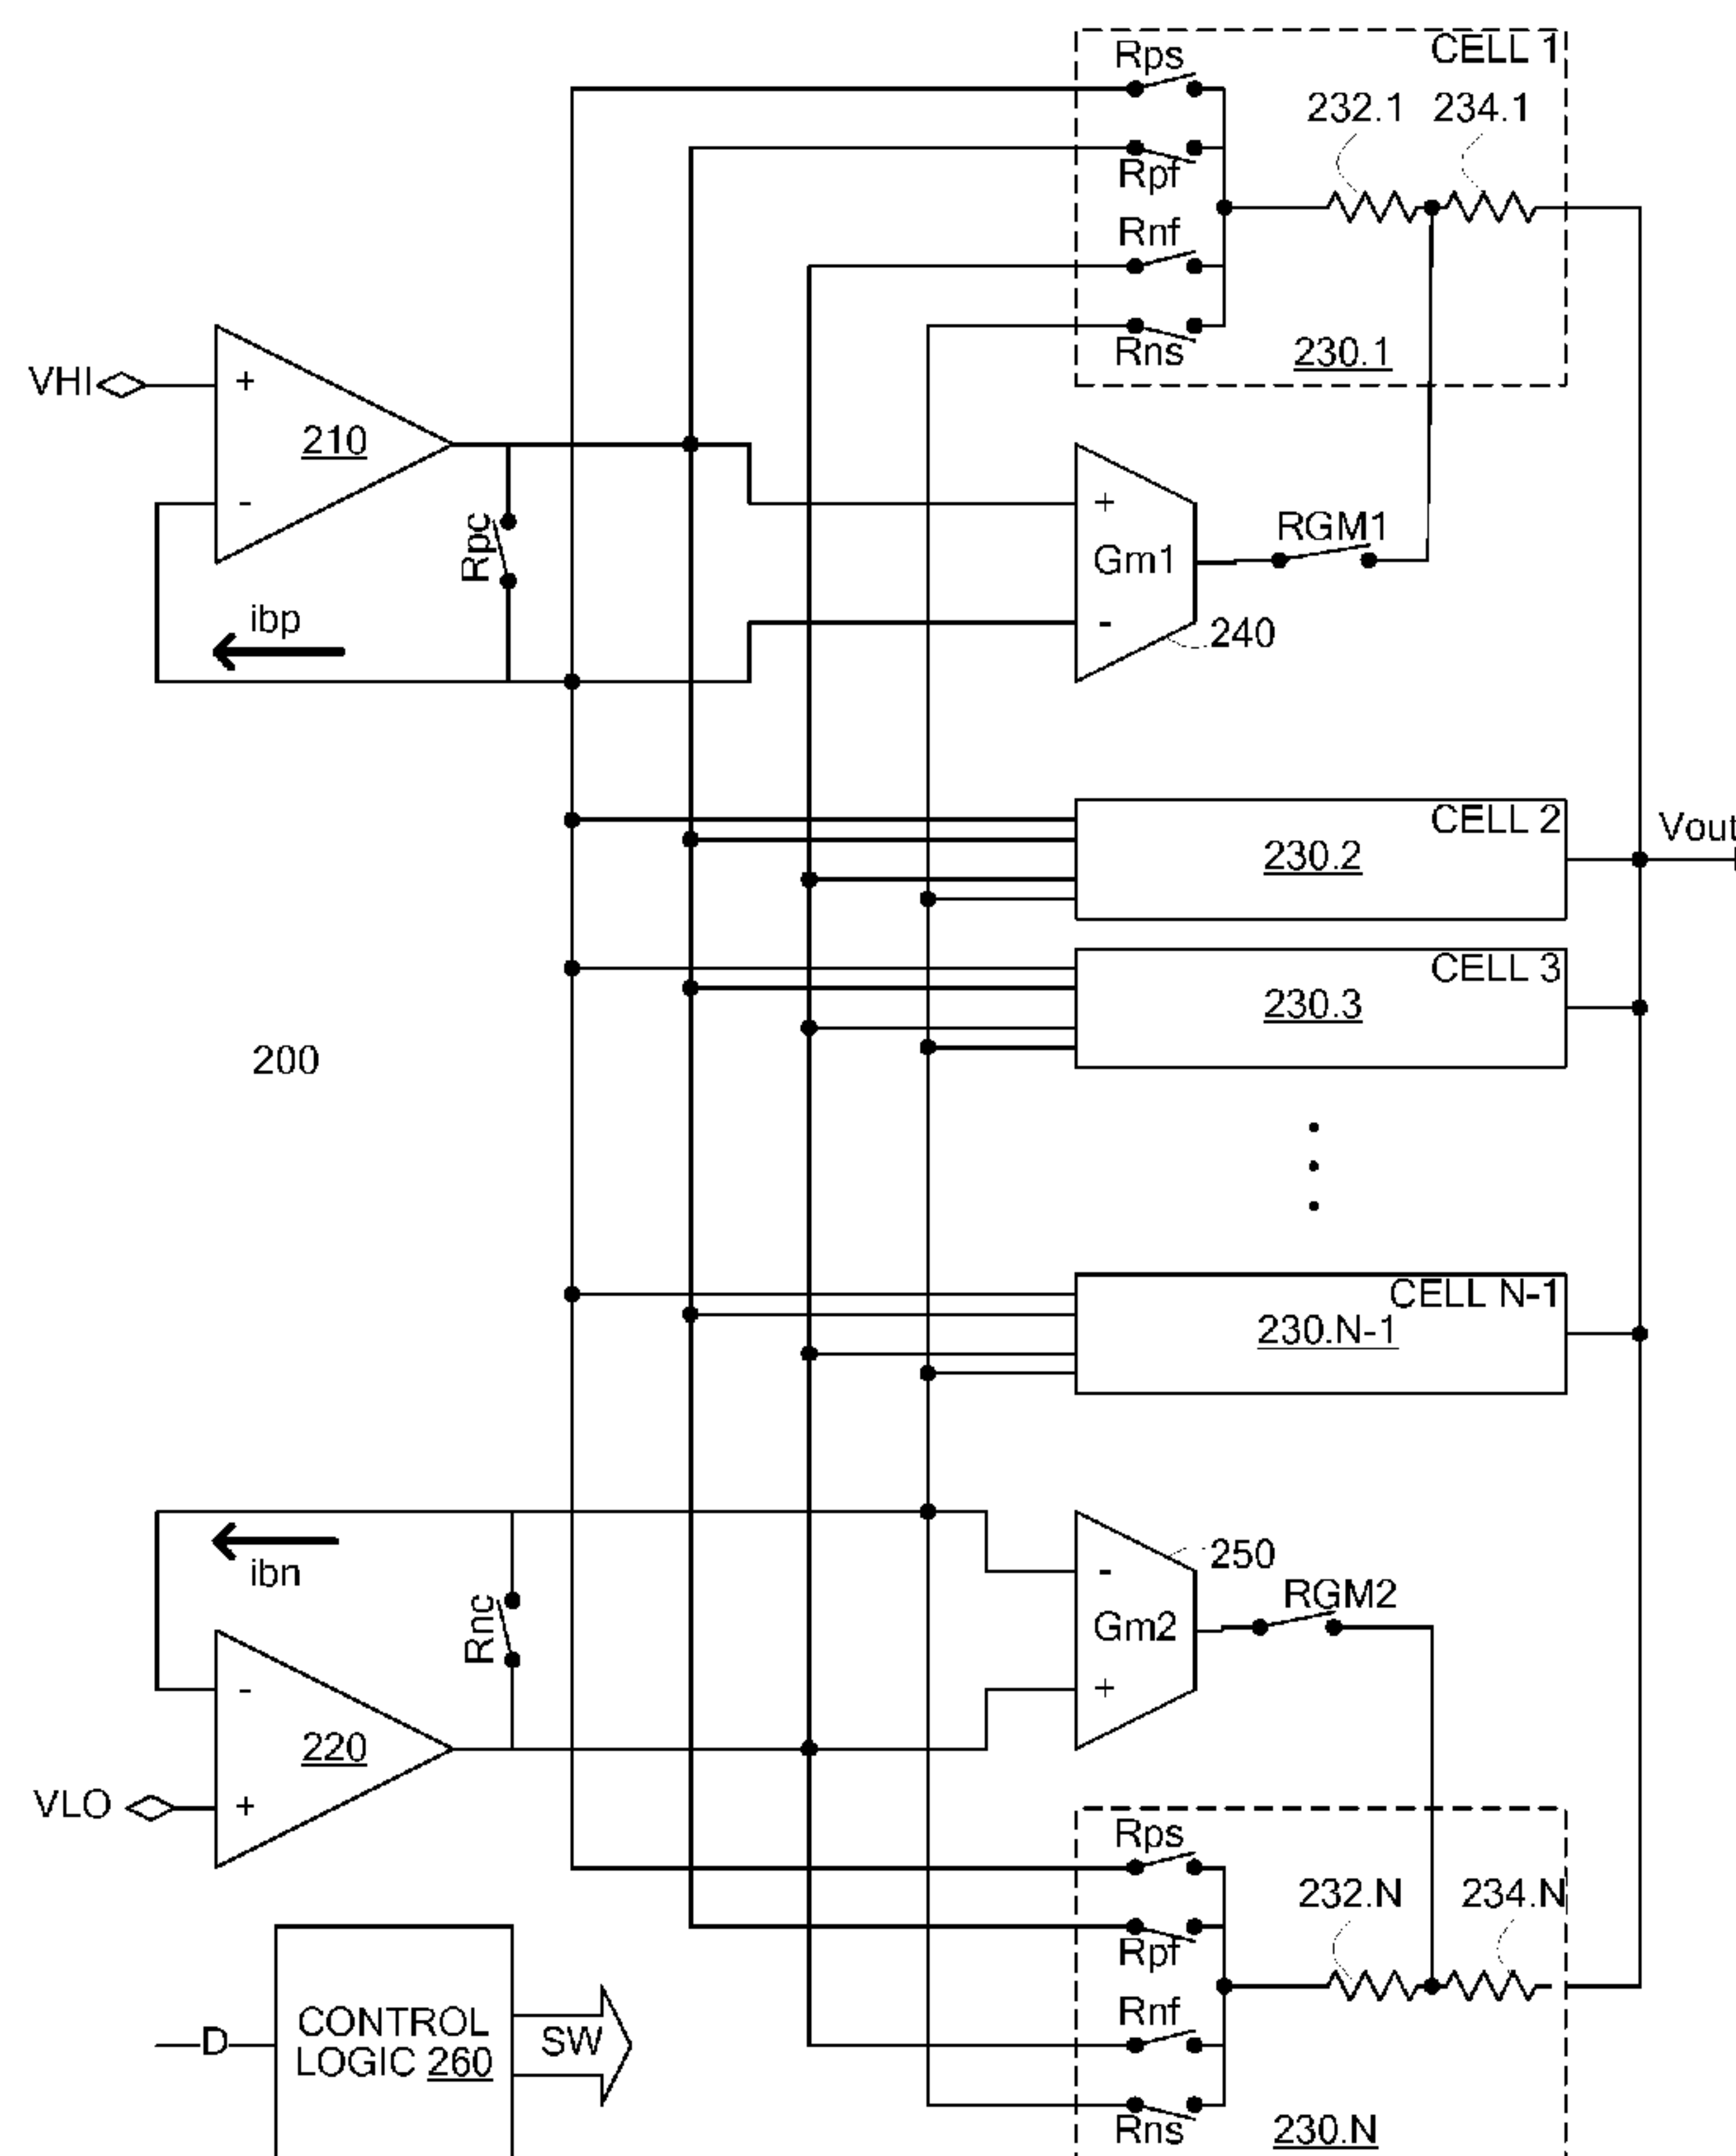 CELL 1
Rps
232.1 234.1
Rpf
Rnf
Rns
230.1
VHI
+
210
-
Rpc
ibp
+
Gm1
-
RGM1
240
CELL 2
230.2
Vout
CELL 3
230.3
200
CELL N-1
230.N-1
ibn
Rnc
-
220
+
VLO
-
Gm2
+
250
RGM2
Rps
232.N 234.N
Rpf
Rnf
Rns
230.N
D
CONTROL
LOGIC 260
SW